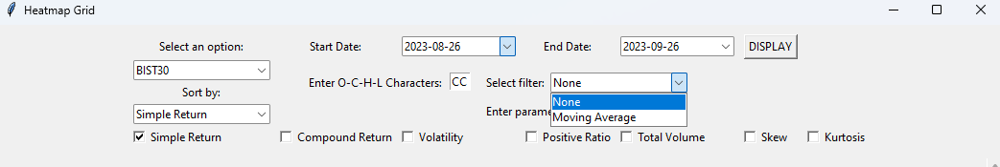 Heatmap Grid
Select an option: Start Date: 2023-08-26 End Date: 2023-09-26 DISPLAY
BIST30 Enter O-C-H-L Characters: CC Select filter: None
Sort by: None
Simple Return Enter parame Moving Average
Simple Return Compound Return Volatility Positive Ratio Total Volume Skew Kurtosis